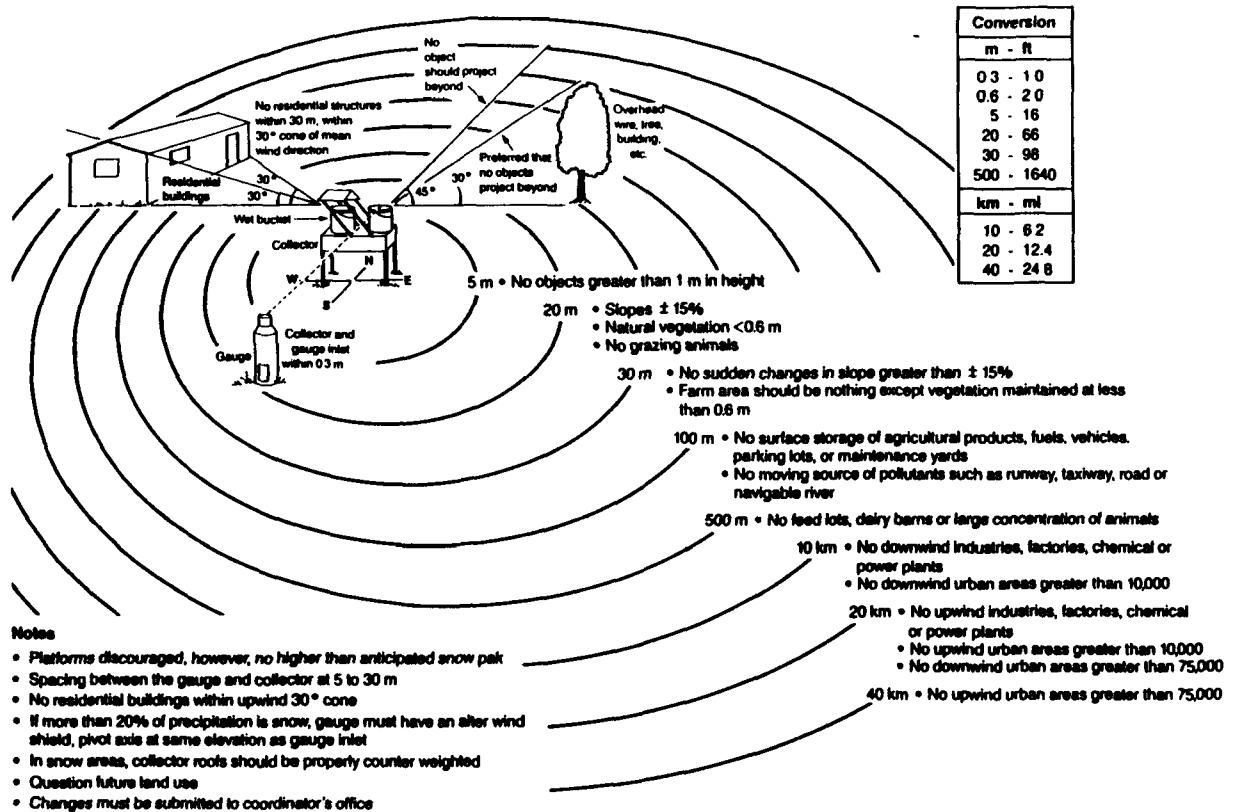 Conversion
m - ft
0 3 - 1 0
0.6 - 2 0
5 - 16
20 - 66
30 - 98
500 - 1640
km - mi
10 - 6 2
20 - 12.4
40 - 24 8
No
object
should project
beyond
No residential structures
within 30 m, within
30° cone of mean
wind direction
Overhead
wire, tree,
building,
etc.
Preferred that
no objects
project beyond
Residential
buildings
30°
30°
45°
30°
Wet bucket
Collector
N
W
E
S
Gauge
Collector and
gauge inlet
within 0 3 m
5 m • No objects greater than 1 m in height
20 m • Slopes ± 15%
• Natural vegetation <0.6 m
• No grazing animals
30 m • No sudden changes in slope greater than ± 15%
• Farm area should be nothing except vegetation maintained at less
than 0.6 m
100 m • No surface storage of agricultural products, fuels, vehicles.
parking lots, or maintenance yards
• No moving source of pollutants such as runway, taxiway, road or
navigable river
500 m • No feed lots, dairy barns or large concentration of animals
10 km • No downwind industries, factories, chemical or
power plants
• No downwind urban areas greater than 10,000
20 km • No upwind industries, factories, chemical
or power plants
• No upwind urban areas greater than 10,000
• No downwind urban areas greater than 75,000
40 km • No upwind urban areas greater than 75,000
Notes
• Platforms discouraged, however, no higher than anticipated snow pak
• Spacing between the gauge and collector at 5 to 30 m
• No residential buildings within upwind 30° cone
• If more than 20% of precipitation is snow, gauge must have an alter wind
shield, pivot axis at same elevation as gauge inlet
• In snow areas, collector roofs should be properly counter weighted
• Question future land use
• Changes must be submitted to coordinator's office